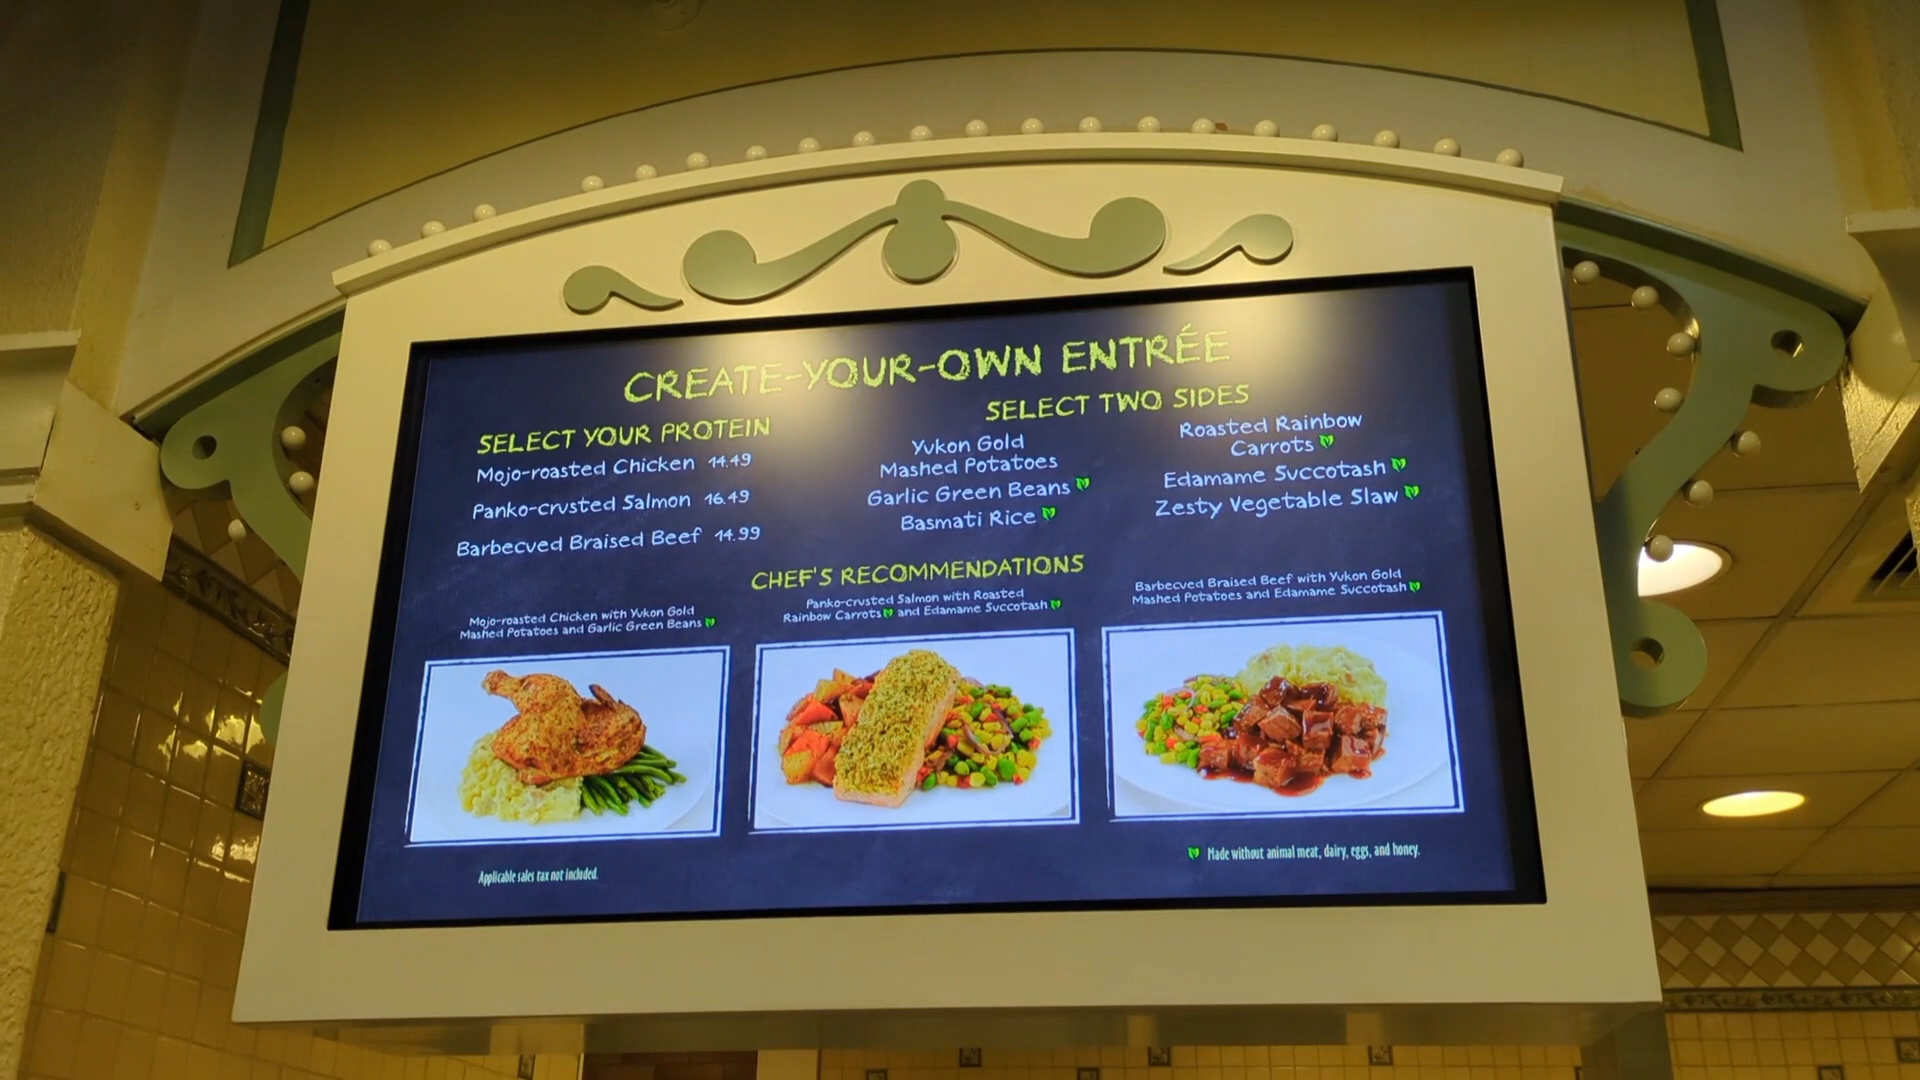 CREATE-YOUR-OWN ENTRÉE
SELECT YOUR PROTEIN
Mojo-roasted Chicken 14.49
Panko-crusted Salmon 16.49
Barbecued Braised Beef 14.99
SELECT TWO SIDES
Yukon Gold
Mashed Potatoes
Garlic Green Beans
Basmati Rice
Roasted Rainbow
Carrots
Edamame Succotash
Zesty Vegetable Slaw
CHEF'S RECOMMENDATIONS
Mojo-roasted Chicken with Yukon Gold
Mashed Potatoes and Garlic Green Beans
Panko-crusted Salmon with Roasted
Rainbow Carrots and Edamame Succotash
Barbecued Braised Beef with Yukon Gold
Mashed Potatoes and Edamame Succotash
Applicable sales tax not included.
Made without animal meat, dairy, eggs, and honey.